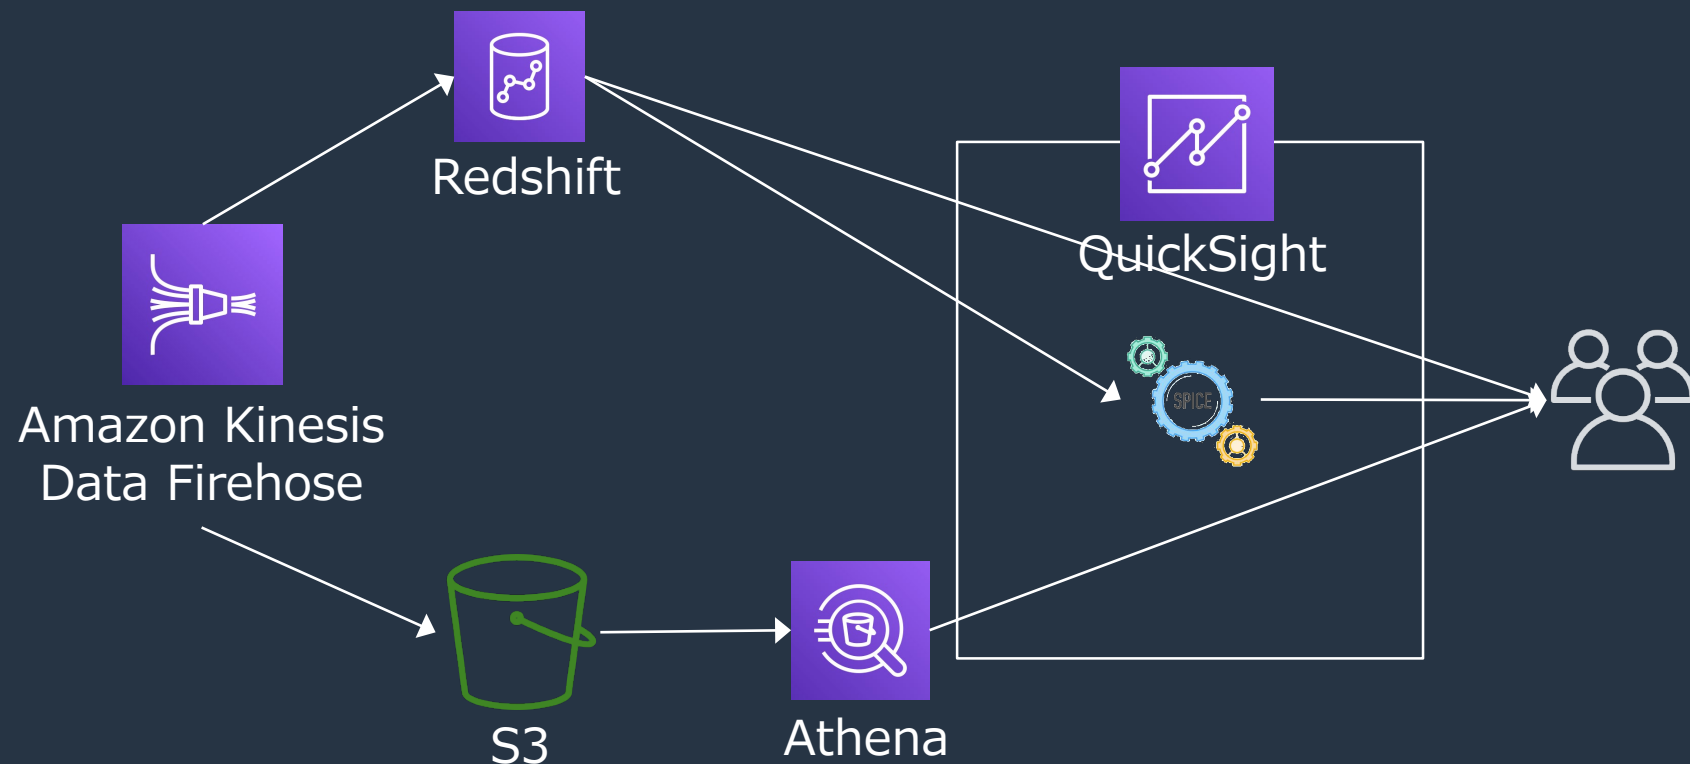 Redshift
QuickSight
Amazon Kinesis
Data Firehose
SPICE
S3
Athena